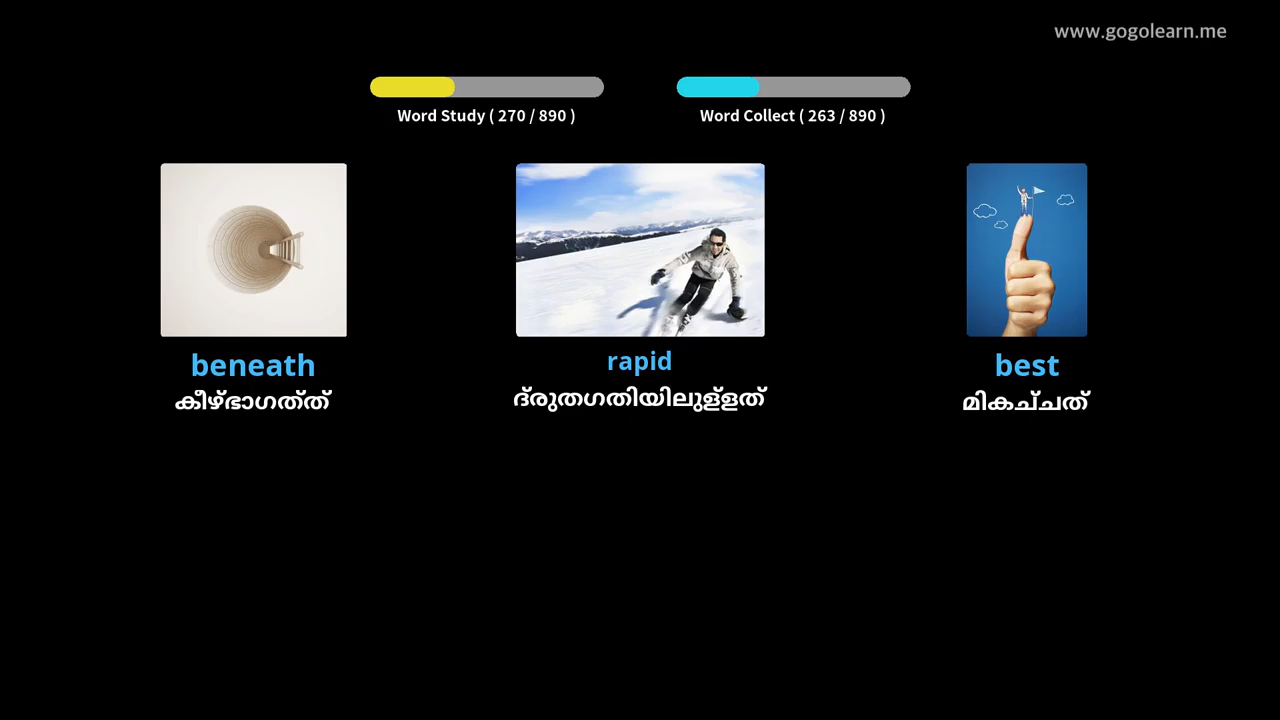 www.gogolearn.me
Word Study ( 270 / 890 )
Word Collect ( 263 / 890 )
beneath
കീഴ്ഭാഗത്ത്
rapid
ദ്രുതഗതിയിലുള്ളത്
best
മികച്ചത്